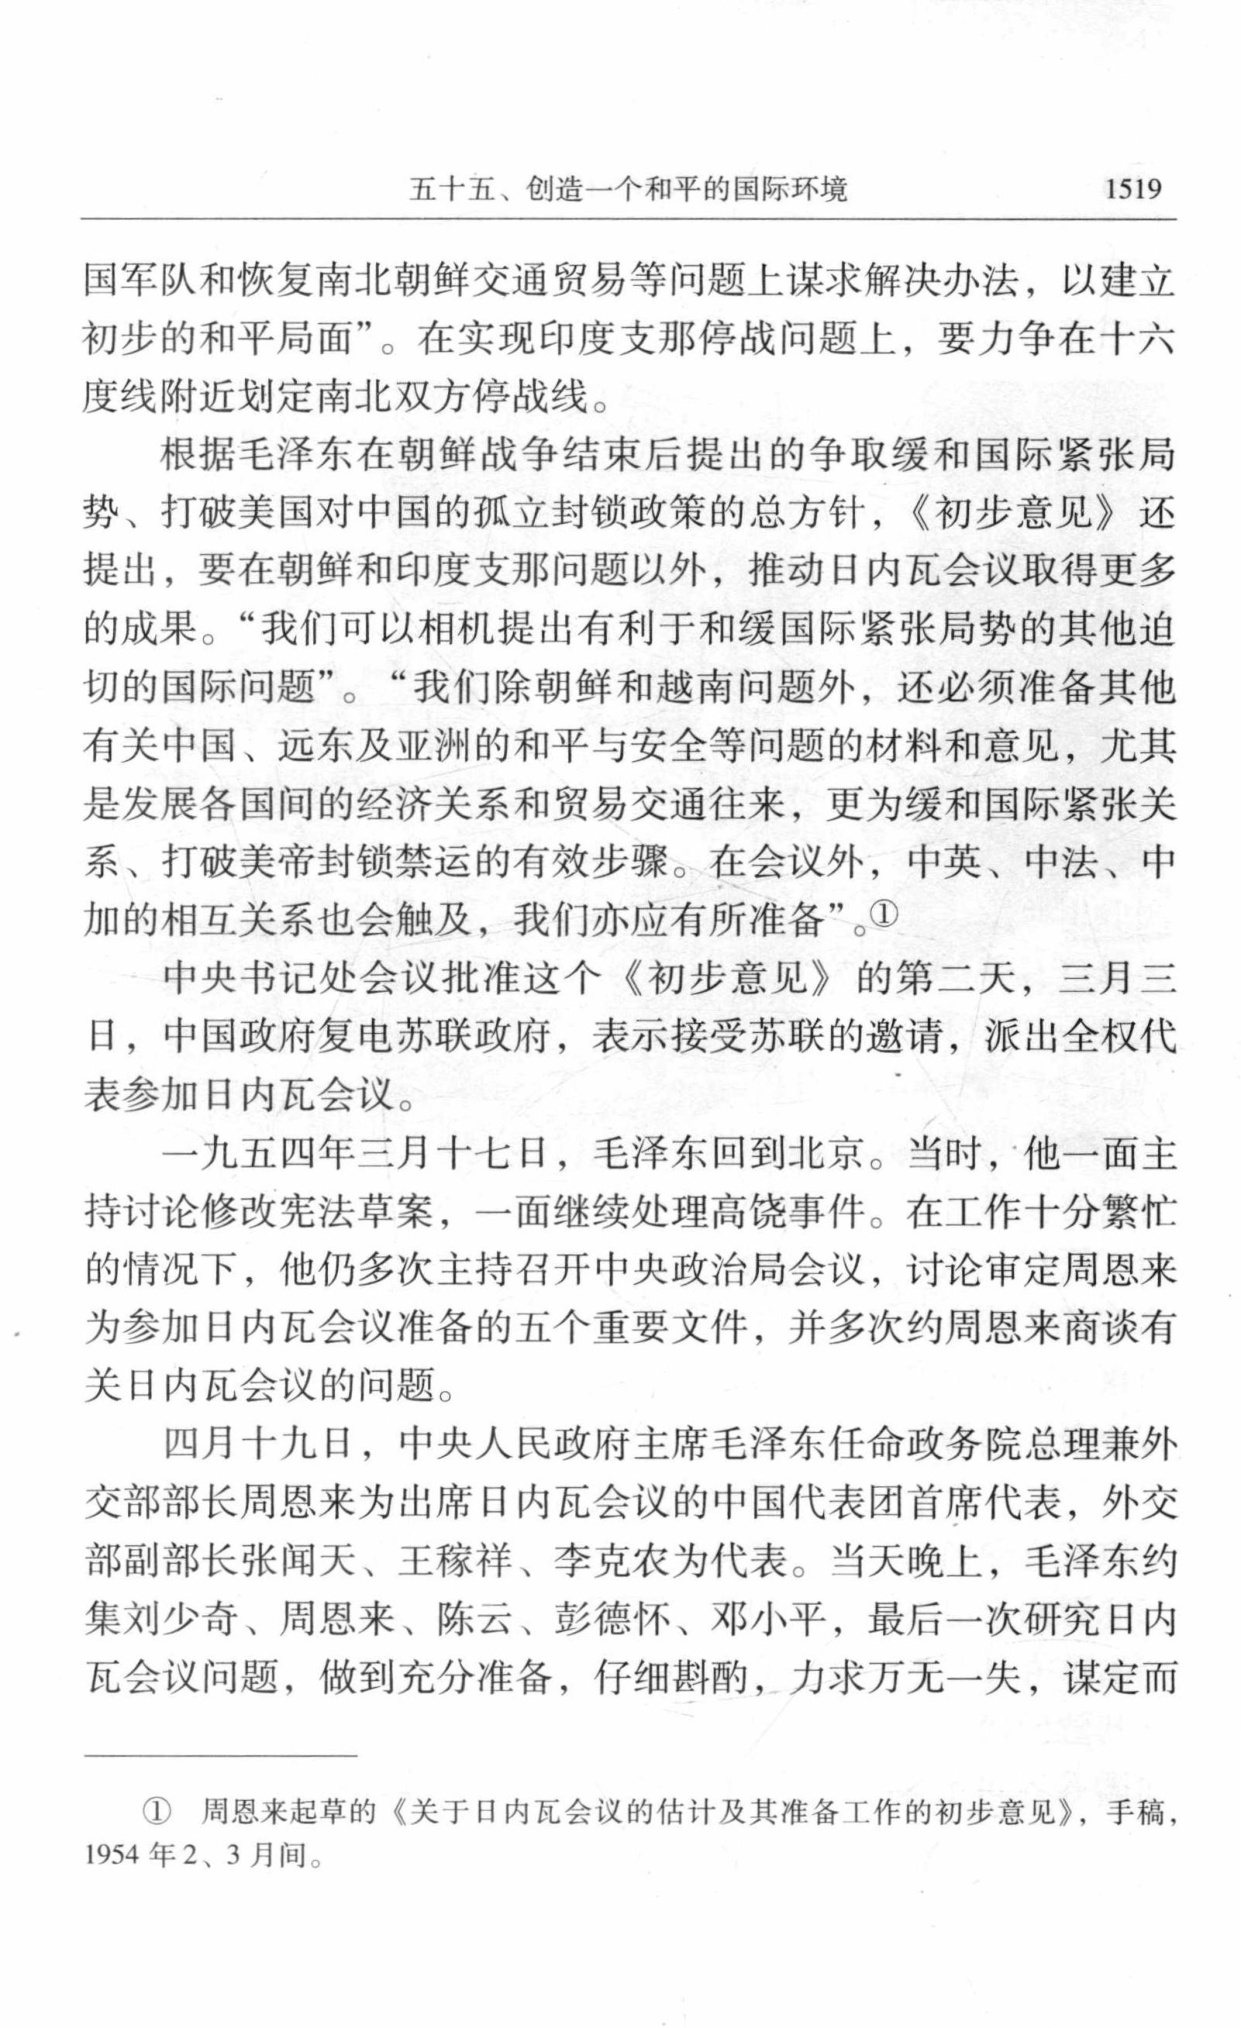 五十五、创造一个和平的国际环境 1519
国军队和恢复南北朝鲜交通贸易等问题上谋求解决办法，以建立
初步的和平局面”。在实现印度支那停战问题上，要力争在十六
度线附近划定南北双方停战线。
根据毛泽东在朝鲜战争结束后提出的争取缓和国际紧张局
势、打破美国对中国的孤立封锁政策的总方针，《初步意见》还
提出，要在朝鲜和印度支那问题以外，推动日内瓦会议取得更多
的成果。“我们可以相机提出有利于和缓国际紧张局势的其他迫
切的国际问题”。“我们除朝鲜和越南问题外，还必须准备其他
有关中国、远东及亚洲的和平与安全等问题的材料和意见，尤其
是发展各国间的经济关系和贸易交通往来，更为缓和国际紧张关
系、打破美帝封锁禁运的有效步骤。在会议外，中英、中法、中
加的相互关系也会触及，我们亦应有所准备”。①
中央书记处会议批准这个《初步意见》的第二天，三月三
日，中国政府复电苏联政府，表示接受苏联的邀请，派出全权代
表参加日内瓦会议。
一九五四年三月十七日，毛泽东回到北京。当时，他一面主
持讨论修改宪法草案，一面继续处理高饶事件。在工作十分繁忙
的情况下，他仍多次主持召开中央政治局会议，讨论审定周恩来
为参加日内瓦会议准备的五个重要文件，并多次约周恩来商谈有
关日内瓦会议的问题。
四月十九日，中央人民政府主席毛泽东任命政务院总理兼外
交部部长周恩来为出席日内瓦会议的中国代表团首席代表，外交
部副部长张闻天、王稼祥、李克农为代表。当天晚上，毛泽东约
集刘少奇、周恩来、陈云、彭德怀、邓小平，最后一次研究日内
瓦会议问题，做到充分准备，仔细斟酌，力求万无一失，谋定而
① 周恩来起草的《关于日内瓦会议的估计及其准备工作的初步意见》，手稿，
1954 年 2、3 月间。